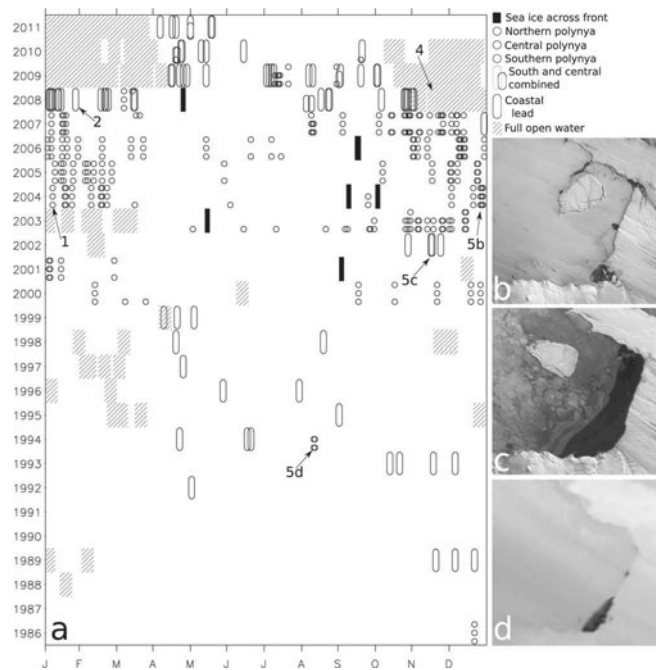 2011
2010
2009
2008
2007
2006
2005
2004
2003
2002
2001
2000
1999
1998
1997
1996
1995
1994
1993
1992
1989
1988
1987
1986
J F M A M J J A S O N D J
a
1
2
4
5b
5c
5d
Sea ice across front
Northern polynya
Central polynya
Southern polynya
South and central
combined
Coastal
lead
Full open water
b
c
d